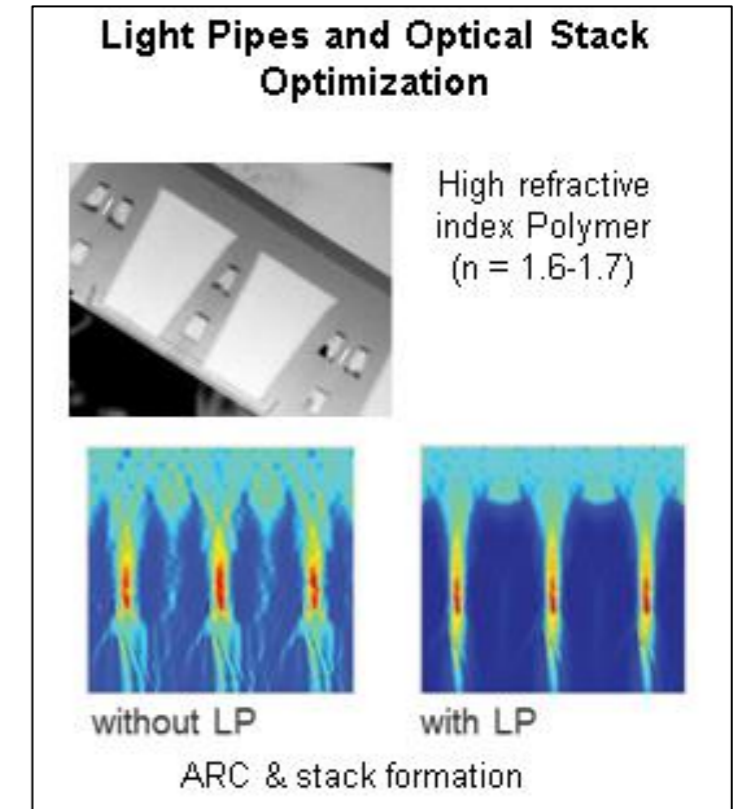 Light Pipes and Optical Stack
Optimization
High refractive
index Polymer
(n = 1.6-1.7)
without LP
with LP
ARC & stack formation